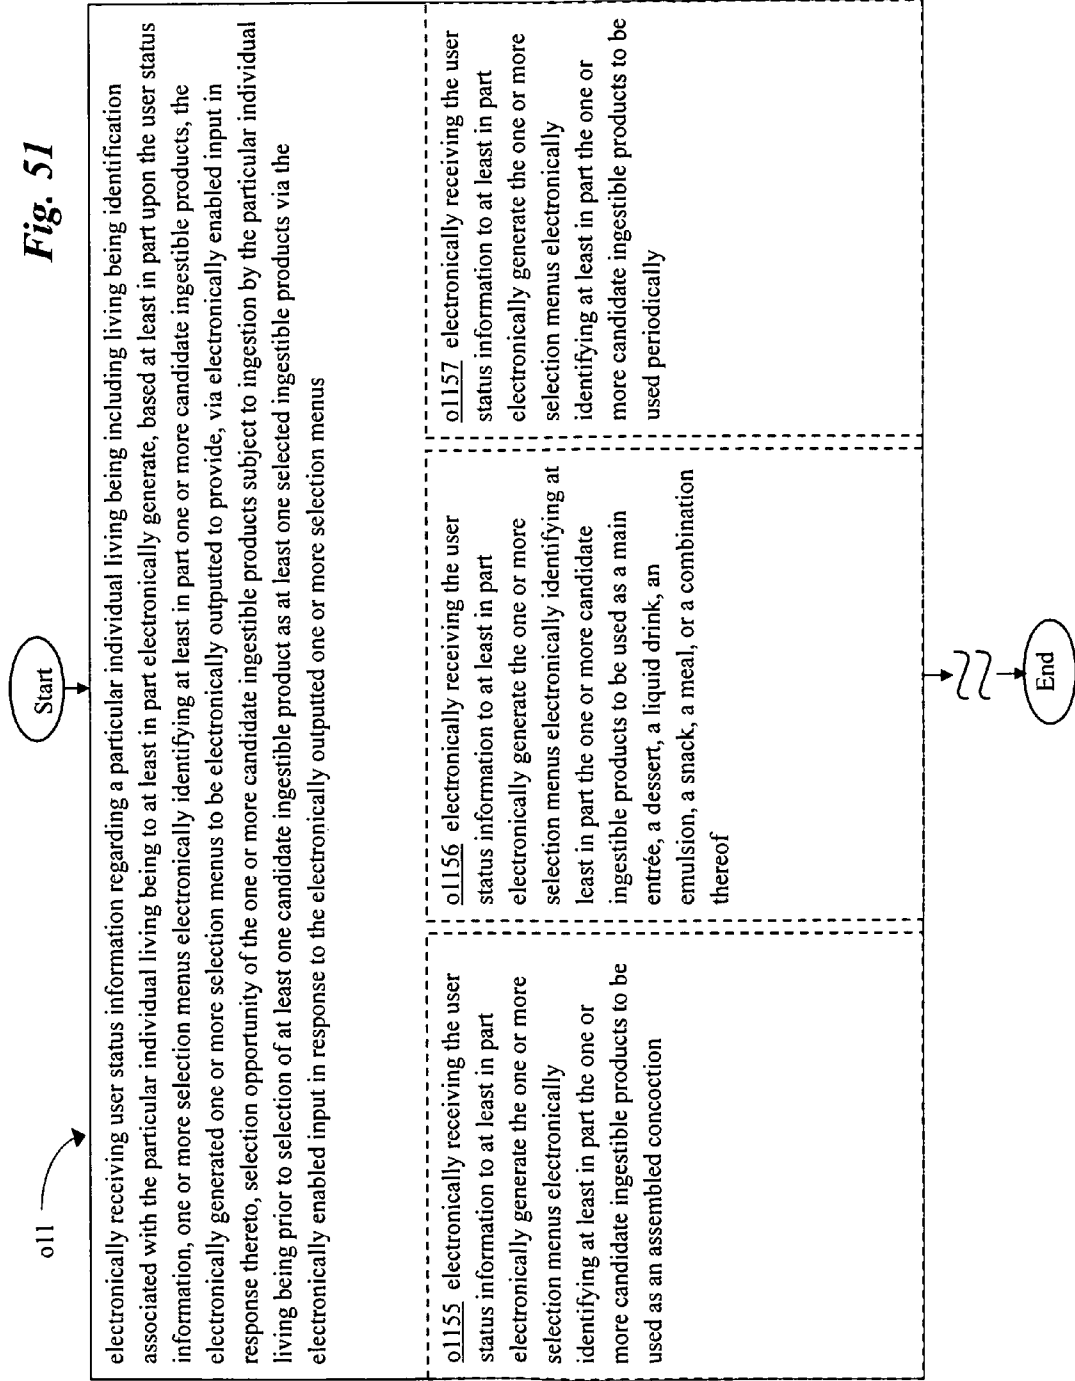 Fig. 51
Start
o11
electronically receiving user status information regarding a particular individual living being including living being identification
associated with the particular individual living being to at least in part electronically generate, based at least in part upon the user status
information, one or more selection menus electronically identifying at least in part one or more candidate ingestible products, the
electronically generated one or more selection menus to be electronically outputted to provide, via electronically enabled input in
response thereto, selection opportunity of the one or more candidate ingestible products subject to ingestion by the particular individual
living being prior to selection of at least one candidate ingestible product as at least one selected ingestible products via the
electronically enabled input in response to the electronically outputed one or more selection menus
o1155 electronically receiving the user
status information to at least in part
electronically generate the one or more
selection menus electronically
identifying at least in part the one or
more candidate ingestible products to be
used as an assembled concoction
o1156 electronically receiving the user
status information to at least in part
electronically generate the one or more
selection menus electronically identifying at
least in part the one or more candidate
ingestible products to be used as a main
entrée, a dessert, a liquid drink, an
emulsion, a snack, a meal, or a combination
thereof
o1157 electronically receiving the user
status information to at least in part
electronically generate the one or more
selection menus electronically
identifying at least in part the one or
more candidate ingestible products to be
used periodically
End